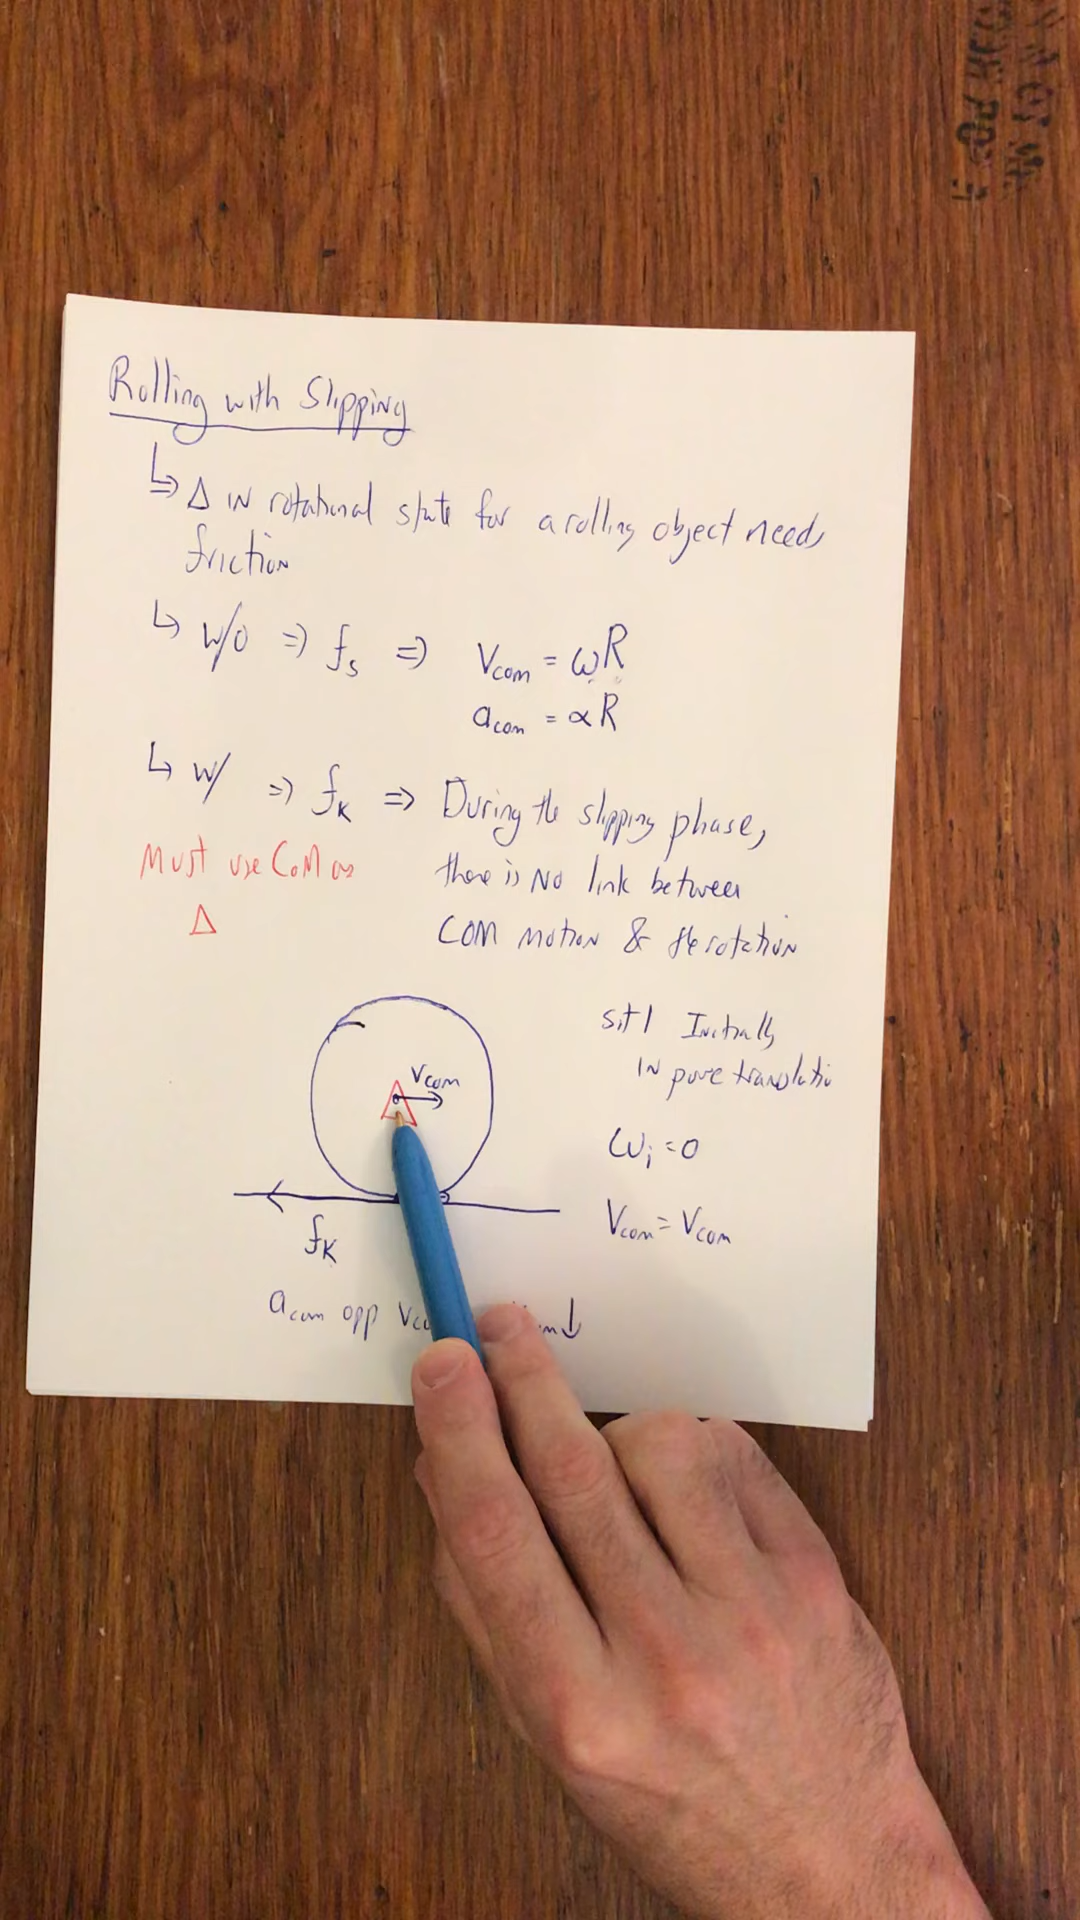 Rolling with Slipping
↳ Δ in rotational state for a rolling object needs
friction
↳ w/o ⇒ fs ⇒ Vcom = ωR
acom = αR
↳ w/ ⇒ fK ⇒ During the slipping phase,
there is no link between
COM motion & the rotation
Must use CoM as
Δ
sit 1 Initially
in pure translatio
ωi = 0
Vcom = Vcom
Vcom
fK
acom opp Vco m↓